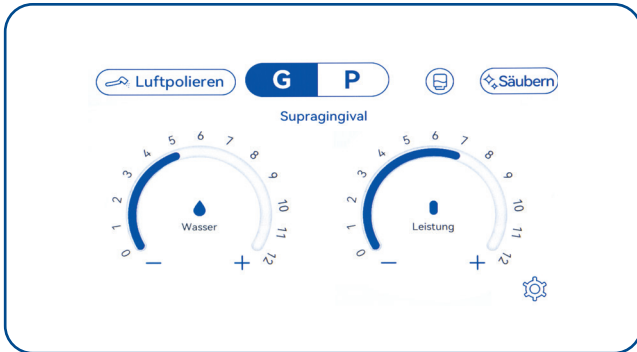 Luftpolieren G P Säubern
Supragingival
0 1 2 3 4 5 6 7 8 9 10 11 12
Wasser
− +
0 1 2 3 4 5 6 7 8 9 10 11 12
Leistung
− +